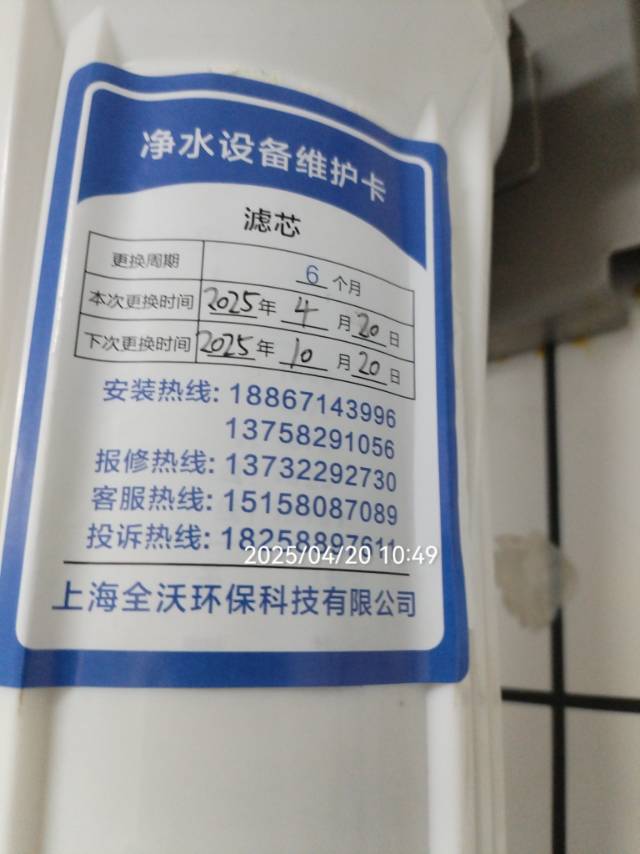 净水设备维护卡
滤芯
更换周期 6 个月
本次更换时间 2025年 4 月 20 日
下次更换时间 2025年 10 月 20 日
安装热线: 18867143996
13758291056
报修热线: 13732292730
客服热线: 15158087089
投诉热线: 18258897611
2025/04/20 10:49
上海全沃环保科技有限公司